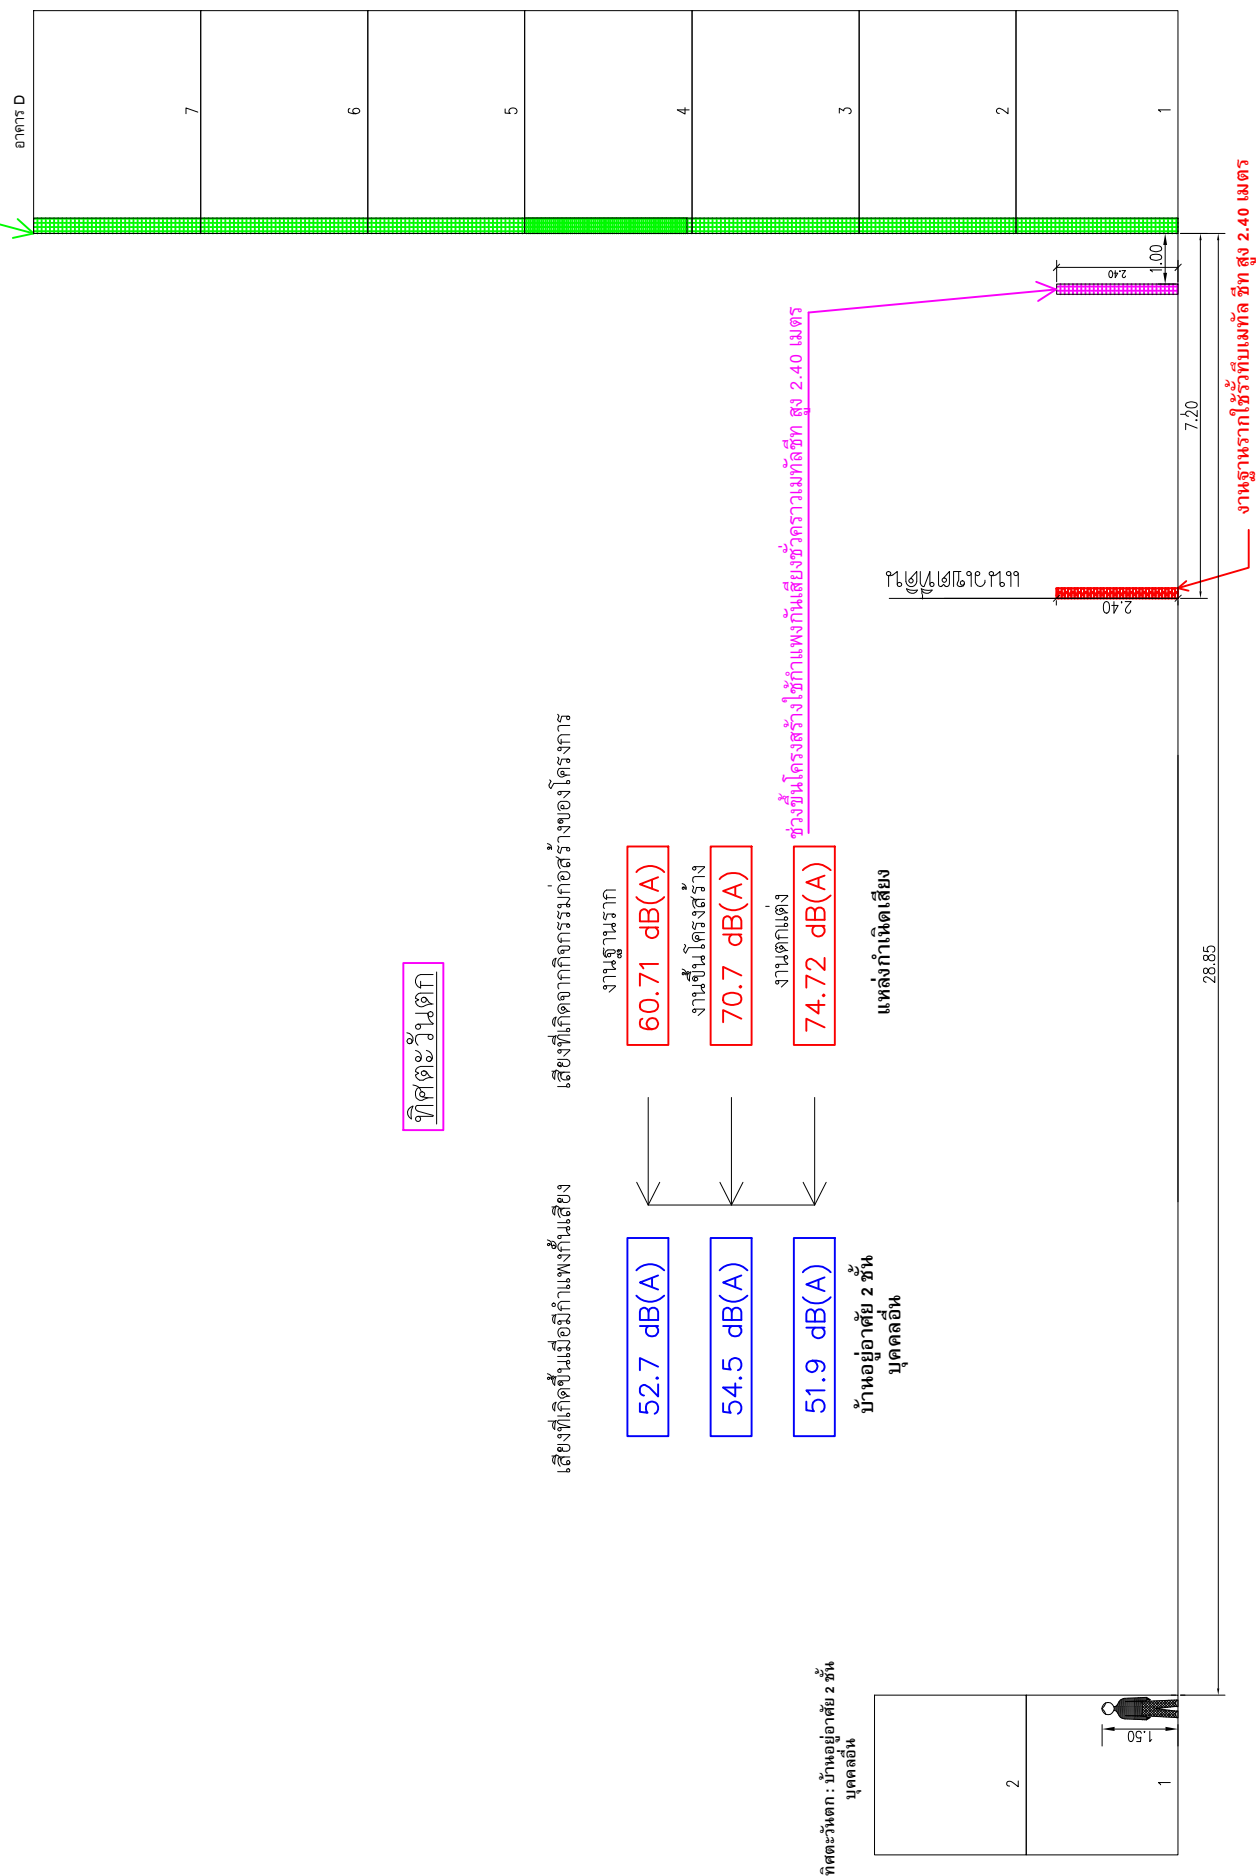 ทิศตะวันตก
เสียงที่เกิดขึ้นเมื่อมีกำแพงกั้นเสียง
เสียงที่เกิดจากกิจกรรมก่อสร้างของโครงการ
งานฐานราก
52.7 dB(A)
60.71 dB(A)
งานขึ้นโครงสร้าง
54.5 dB(A)
70.7 dB(A)
งานตกแต่ง
51.9 dB(A)
74.72 dB(A)
บ้านอยู่อาศัย 2 ชั้น
บุคคลอื่น
แหล่งกำเนิดเสียง
ช่วงขึ้นโครงสร้างใช้กำแพงกันเสียงชั่วคราวเมทัลชีท สูง 2.40 เมตร
อาคาร D
7
6
5
4
3
2
1
ทิศตะวันตก : บ้านอยู่อาศัย 2 ชั้น
บุคคลอื่น
2
1
1.50
แนวเขตที่ดิน
2.40
2.40
1.00
7.20
28.85
งานฐานรากใช้รั้วทึบเมทัล ชีท สูง 2.40 เมตร